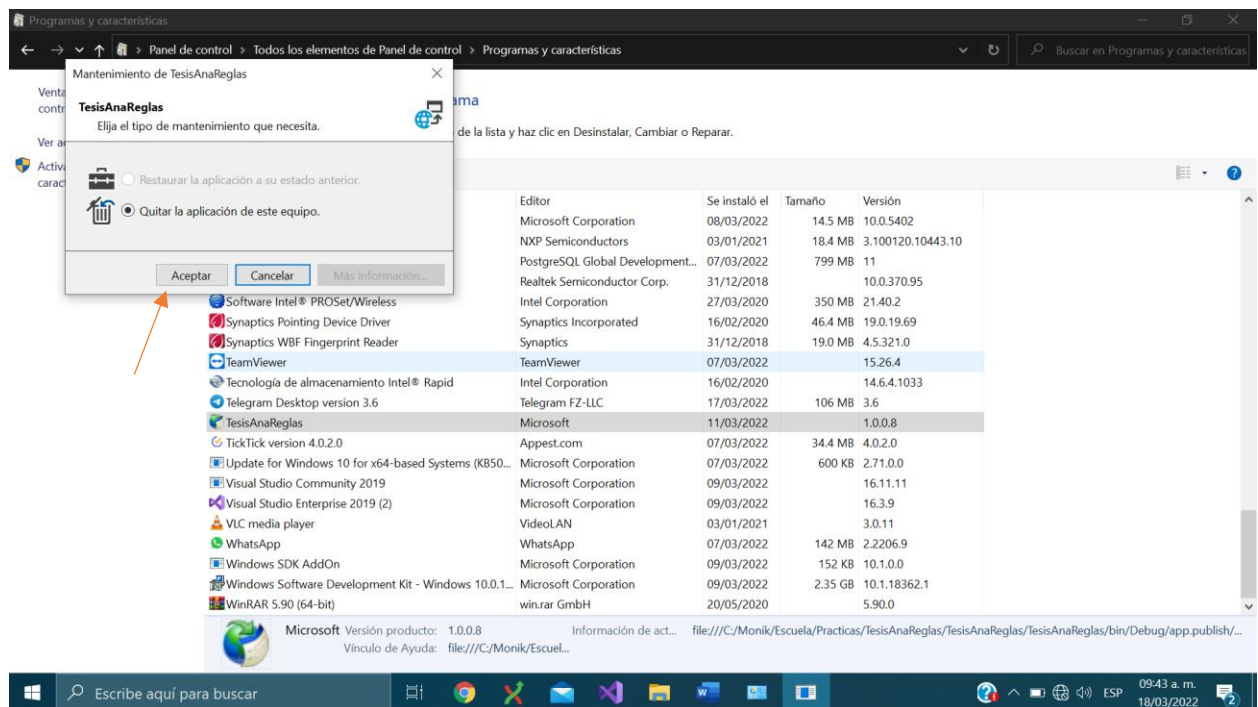 Programas y características
Panel de control > Todos los elementos de Panel de control > Programas y características
Buscar en Programas y características
Mantenimiento de TesisAnaReglas
TesisAnaReglas
Elija el tipo de mantenimiento que necesita.
Restaurar la aplicación a su estado anterior.
Quitar la aplicación de este equipo.
Aceptar Cancelar Más información...
Venta
contr
Ver a
Activa
carac
ama
de la lista y haz clic en Desinstalar, Cambiar o Reparar.
Editor Se instaló el Tamaño Versión
Microsoft Corporation 08/03/2022 14.5 MB 10.0.5402
NXP Semiconductors 03/01/2021 18.4 MB 3.100120.10443.10
PostgreSQL Global Development... 07/03/2022 799 MB 11
Realtek Semiconductor Corp. 31/12/2018 10.0.370.95
Software Intel® PROSet/Wireless Intel Corporation 27/03/2020 350 MB 21.40.2
Synaptics Pointing Device Driver Synaptics Incorporated 16/02/2020 46.4 MB 19.0.19.69
Synaptics WBF Fingerprint Reader Synaptics 31/12/2018 19.0 MB 4.5.321.0
TeamViewer TeamViewer 07/03/2022 15.26.4
Tecnología de almacenamiento Intel® Rapid Intel Corporation 16/02/2020 14.6.4.1033
Telegram Desktop version 3.6 Telegram FZ-LLC 17/03/2022 106 MB 3.6
TesisAnaReglas Microsoft 11/03/2022 1.0.0.8
TickTick version 4.0.2.0 Appest.com 07/03/2022 34.4 MB 4.0.2.0
Update for Windows 10 for x64-based Systems (KB50... Microsoft Corporation 07/03/2022 600 KB 2.71.0.0
Visual Studio Community 2019 Microsoft Corporation 09/03/2022 16.11.11
Visual Studio Enterprise 2019 (2) Microsoft Corporation 09/03/2022 16.3.9
VLC media player VideoLAN 03/01/2021 3.0.11
WhatsApp WhatsApp 07/03/2022 142 MB 2.2206.9
Windows SDK AddOn Microsoft Corporation 09/03/2022 152 KB 10.1.0.0
Windows Software Development Kit - Windows 10.0.1... Microsoft Corporation 09/03/2022 2.35 GB 10.1.18362.1
WinRAR 5.90 (64-bit) win.rar GmbH 20/05/2020 5.90.0
Microsoft Versión producto: 1.0.0.8 Información de act... file:///C:/Monik/Escuela/Practicas/TesisAnaReglas/TesisAnaReglas/TesisAnaReglas/bin/Debug/app.publish/...
Vínculo de Ayuda: file:///C:/Monik/Escuel...
Escribe aquí para buscar
ESP
09:43 a. m.
18/03/2022
2